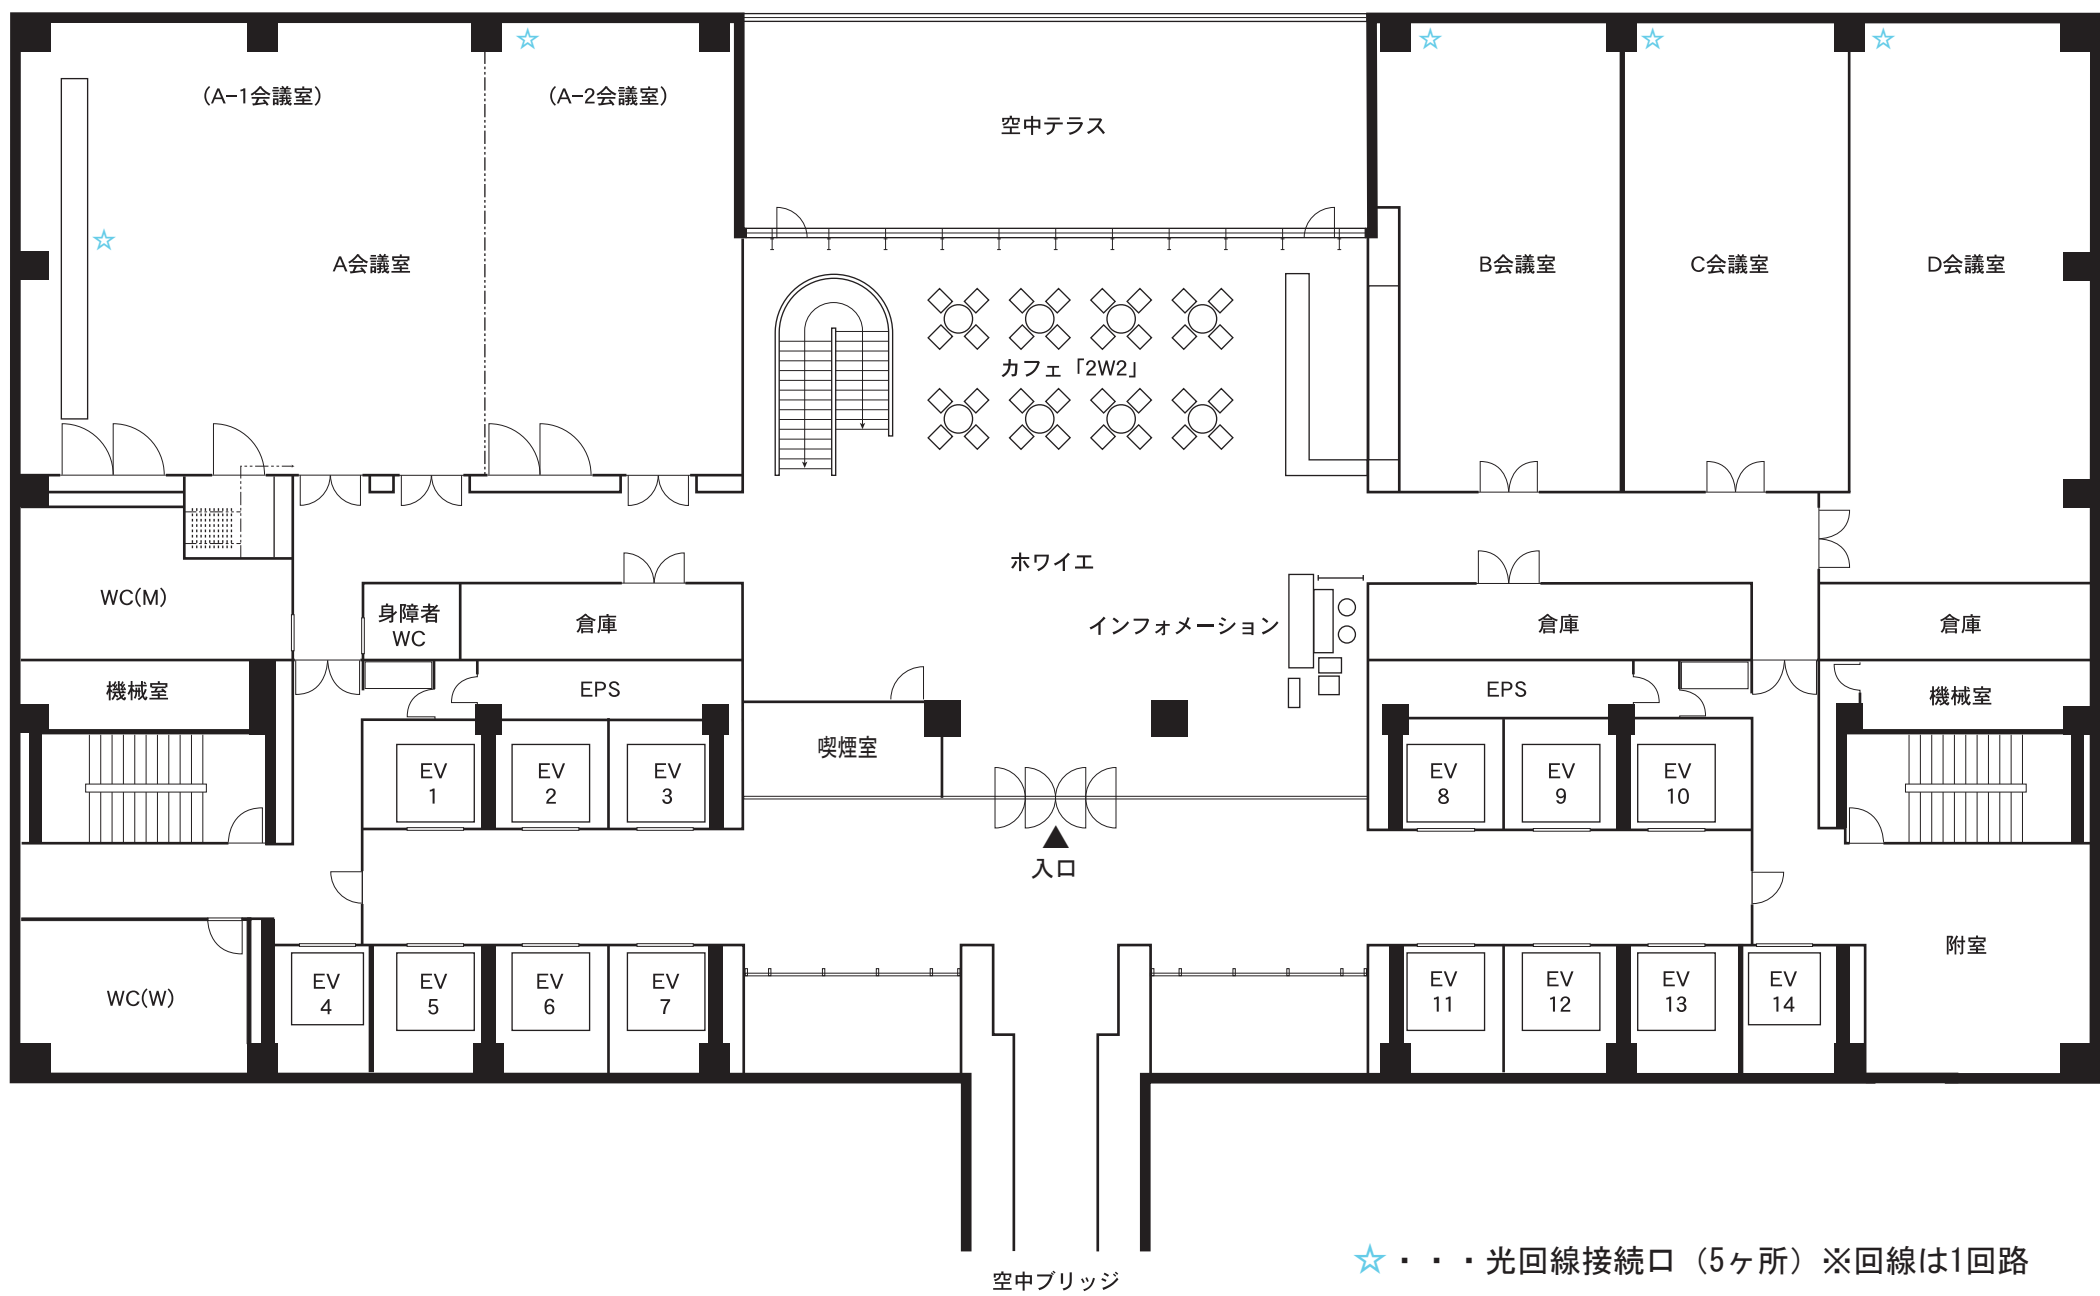 (A-1会議室)
(A-2会議室)
空中テラス
A会議室
B会議室
C会議室
D会議室
カフェ「2W2」
ホワイエ
WC(M)
身障者
WC
倉庫
インフォメーション
倉庫
倉庫
機械室
EPS
EPS
機械室
喫煙室
EV
1
EV
2
EV
3
EV
8
EV
9
EV
10
入口
附室
WC(W)
EV
4
EV
5
EV
6
EV
7
EV
11
EV
12
EV
13
EV
14
空中ブリッジ
☆・・・光回線接続口（5ヶ所）※回線は1回路